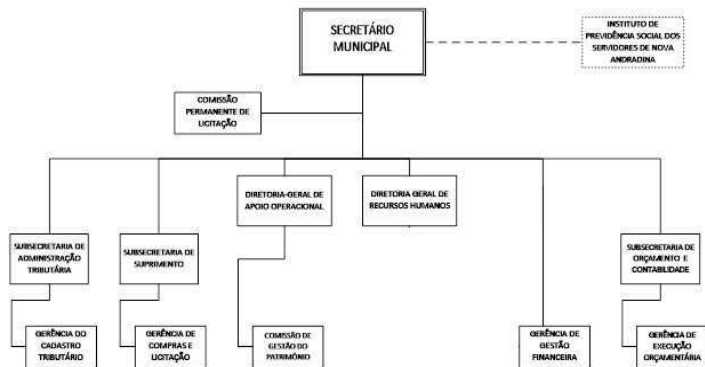 SECRETÁRIO
MUNICIPAL
INSTITUTO DE
PREVIDÊNCIA SOCIAL DOS
SERVIDORES DE NOVA
ANDRADINA
COMISSÃO
PERMANENTE DE
LICITAÇÃO
DIRETORIA-GERAL DE
APOIO OPERACIONAL
DIRETORIA GERAL DE
RECURSOS HUMANOS
SUBSECRETARIA DE
ADMINISTRAÇÃO
TRIBUTÁRIA
SUBSECRETARIA DE
SUPRIMENTO
SUBSECRETARIA DE
ORÇAMENTO E
CONTABILIDADE
GERÊNCIA DO
CADASTRO
TRIBUTÁRIO
GERÊNCIA DE
COMPRAS E
LICITAÇÃO
COMISSÃO DE
GESTÃO DO
PATRIMÔNIO
GERÊNCIA DE
GESTÃO
FINANCEIRA
GERÊNCIA DE
EXECUÇÃO
ORÇAMENTÁRIA